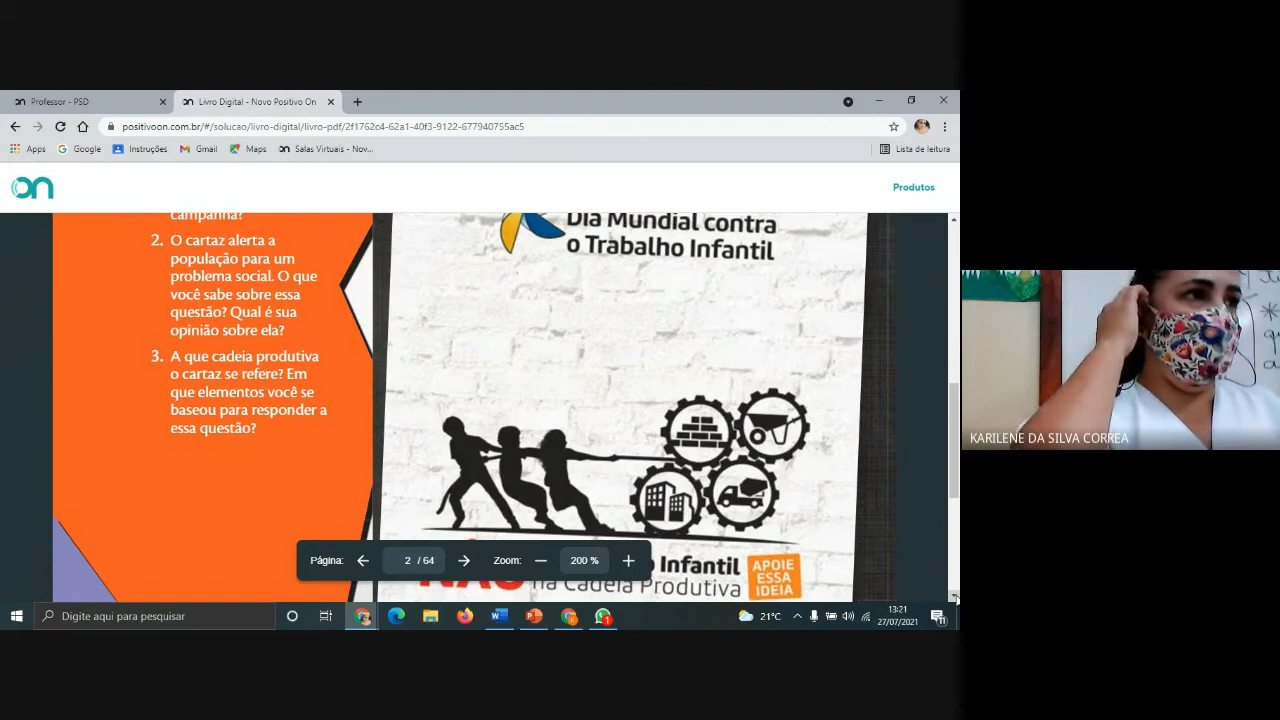 Professor - PSD
Livro Digital - Novo Positivo On
positivoon.com.br/#/solucao/livro-digital/livro-pdf/2f1762c4-62a1-40f3-9122-677940755ac5
Apps
Google
Instruções
Gmail
Maps
Salas Virtuais - Nov...
Lista de leitura
on
Produtos
campanha?
2. O cartaz alerta a
população para um
problema social. O que
você sabe sobre essa
questão? Qual é sua
opinião sobre ela?
3. A que cadeia produtiva
o cartaz se refere? Em
que elementos você se
baseou para responder a
essa questão?
Dia Mundial contra
o Trabalho Infantil
Infantil
na Cadeia Produtiva
APOIE
ESSA
IDEIA
Página:
2 / 64
Zoom:
200 %
KARILENE DA SILVA CORREA
Digite aqui para pesquisar
21°C
13:21
27/07/2021